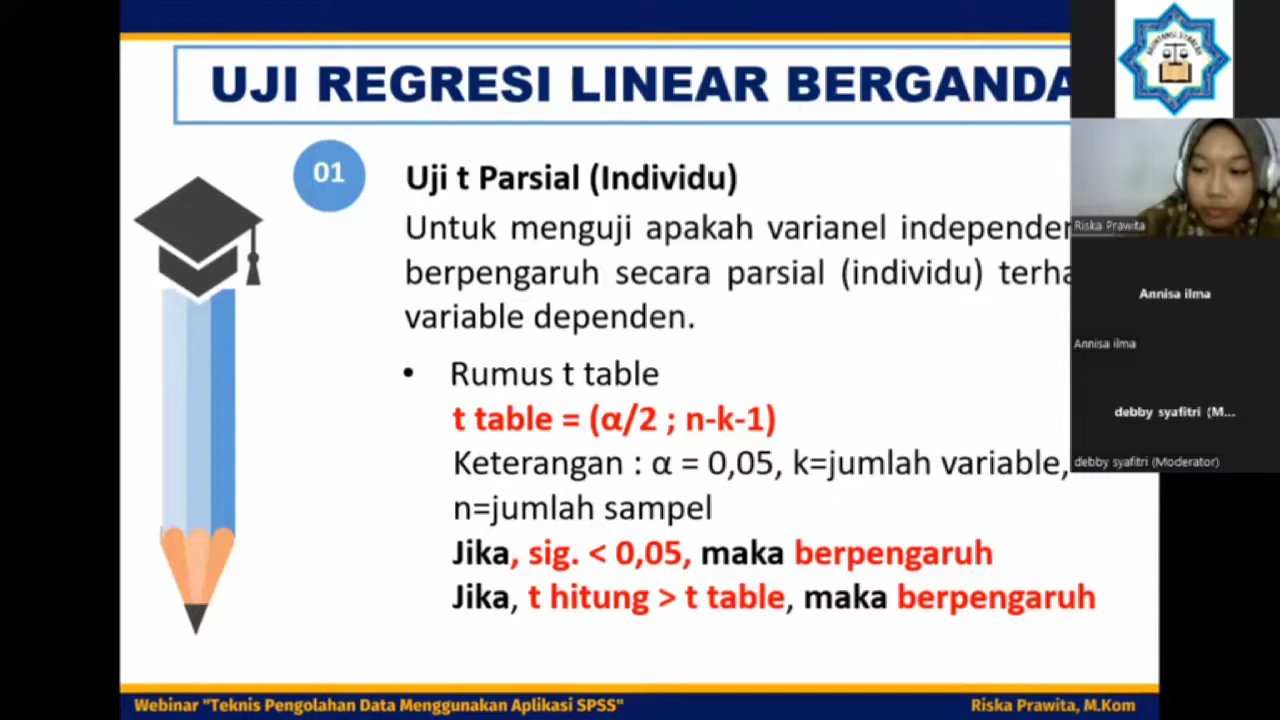 UJI REGRESI LINEAR BERGANDA
01
Uji t Parsial (Individu)
Untuk menguji apakah varianel independen
berpengaruh secara parsial (individu) terha
variable dependen.
• Rumus t table
t table = (α/2 ; n-k-1)
Keterangan : α = 0,05, k=jumlah variable,
n=jumlah sampel
Jika, sig. < 0,05, maka berpengaruh
Jika, t hitung > t table, maka berpengaruh
Webinar "Teknis Pengolahan Data Menggunakan Aplikasi SPSS"
Riska Prawita, M.Kom
AKUNTANSI SYARIAH
Riska Prawita
Annisa ilma
Annisa ilma
debby syafitri (M...
debby syafitri (Moderator)